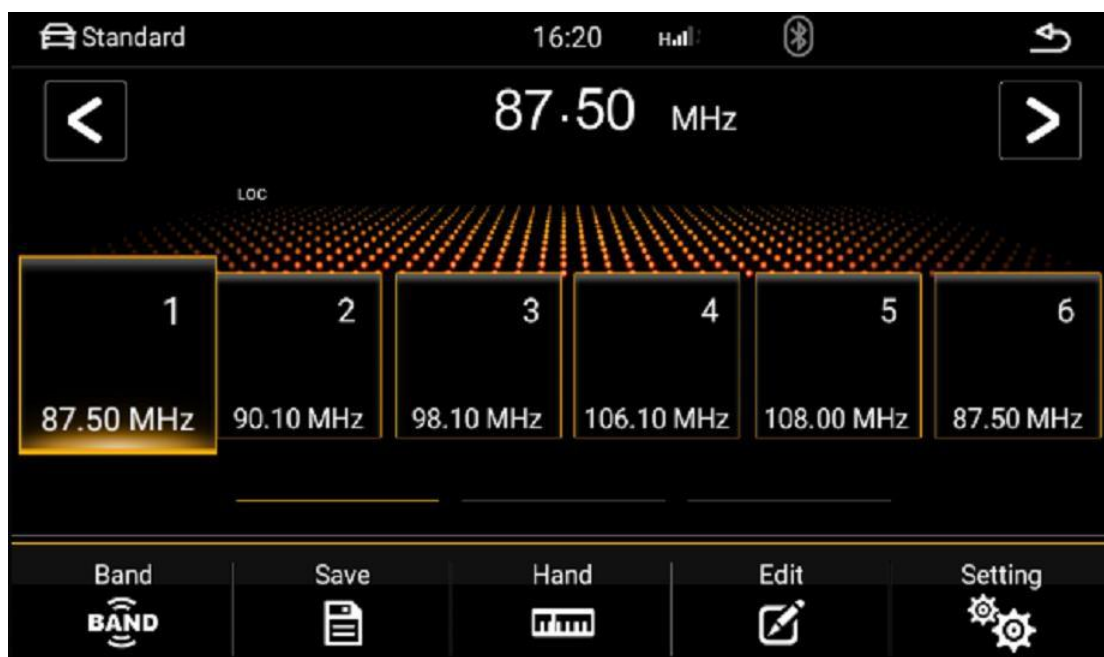 Standard 16:20 H
87.50 MHz
LOC
1 2 3 4 5 6
87.50 MHz 90.10 MHz 98.10 MHz 106.10 MHz 108.00 MHz 87.50 MHz
Band Save Hand Edit Setting
BAND